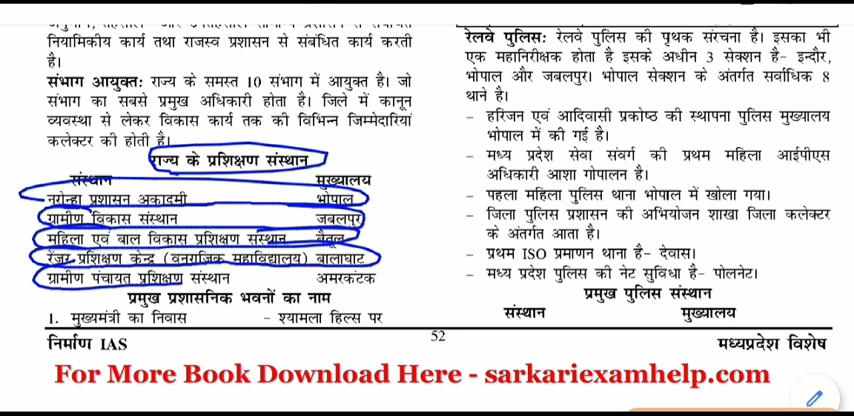 नियामिकीय कार्य तथा राजस्व प्रशासन से संबंधित कार्य करती
है।
संभाग आयुक्त: राज्य के समस्त 10 संभाग में आयुक्त है। जो
संभाग का सबसे प्रमुख अधिकारी होता है। जिले में कानून
व्यवस्था से लेकर विकास कार्य तक की विभिन्न जिम्मेदारियां
कलेक्टर की होती है।
राज्य के प्रशिक्षण संस्थान
संस्थान मुख्यालय
नरोन्हा प्रशासन अकादमी भोपाल
ग्रामीण विकास संस्थान जबलपुर
महिला एवं बाल विकास प्रशिक्षण संस्थान बैतूल
रेंजर प्रशिक्षण केन्द्र (वनराजिक महाविद्यालय) बालाघाट
ग्रामीण पंचायत प्रशिक्षण संस्थान अमरकंटक
प्रमुख प्रशासनिक भवनों का नाम
1. मुख्यमंत्री का निवास - श्यामला हिल्स पर
रेलवे पुलिस: रेलवे पुलिस की पृथक संरचना है। इसका भी
एक महानिरीक्षक होता है इसके अधीन 3 सेक्शन है- इन्दौर,
भोपाल और जबलपुर। भोपाल सेक्शन के अंतर्गत सर्वाधिक 8
थाने है।
- हरिजन एवं आदिवासी प्रकोष्ठ की स्थापना पुलिस मुख्यालय
भोपाल में की गई है।
- मध्य प्रदेश सेवा संवर्ग की प्रथम महिला आईपीएस
अधिकारी आशा गोपालन है।
- पहला महिला पुलिस थाना भोपाल में खोला गया।
- जिला पुलिस प्रशासन की अभियोजन शाखा जिला कलेक्टर
के अंतर्गत आता है।
- प्रथम ISO प्रमाणन थाना है- देवास।
- मध्य प्रदेश पुलिस की नेट सुविधा है- पोलनेट।
प्रमुख पुलिस संस्थान
संस्थान मुख्यालय
निर्माण IAS 52 मध्यप्रदेश विशेष
For More Book Download Here - sarkariexamhelp.com